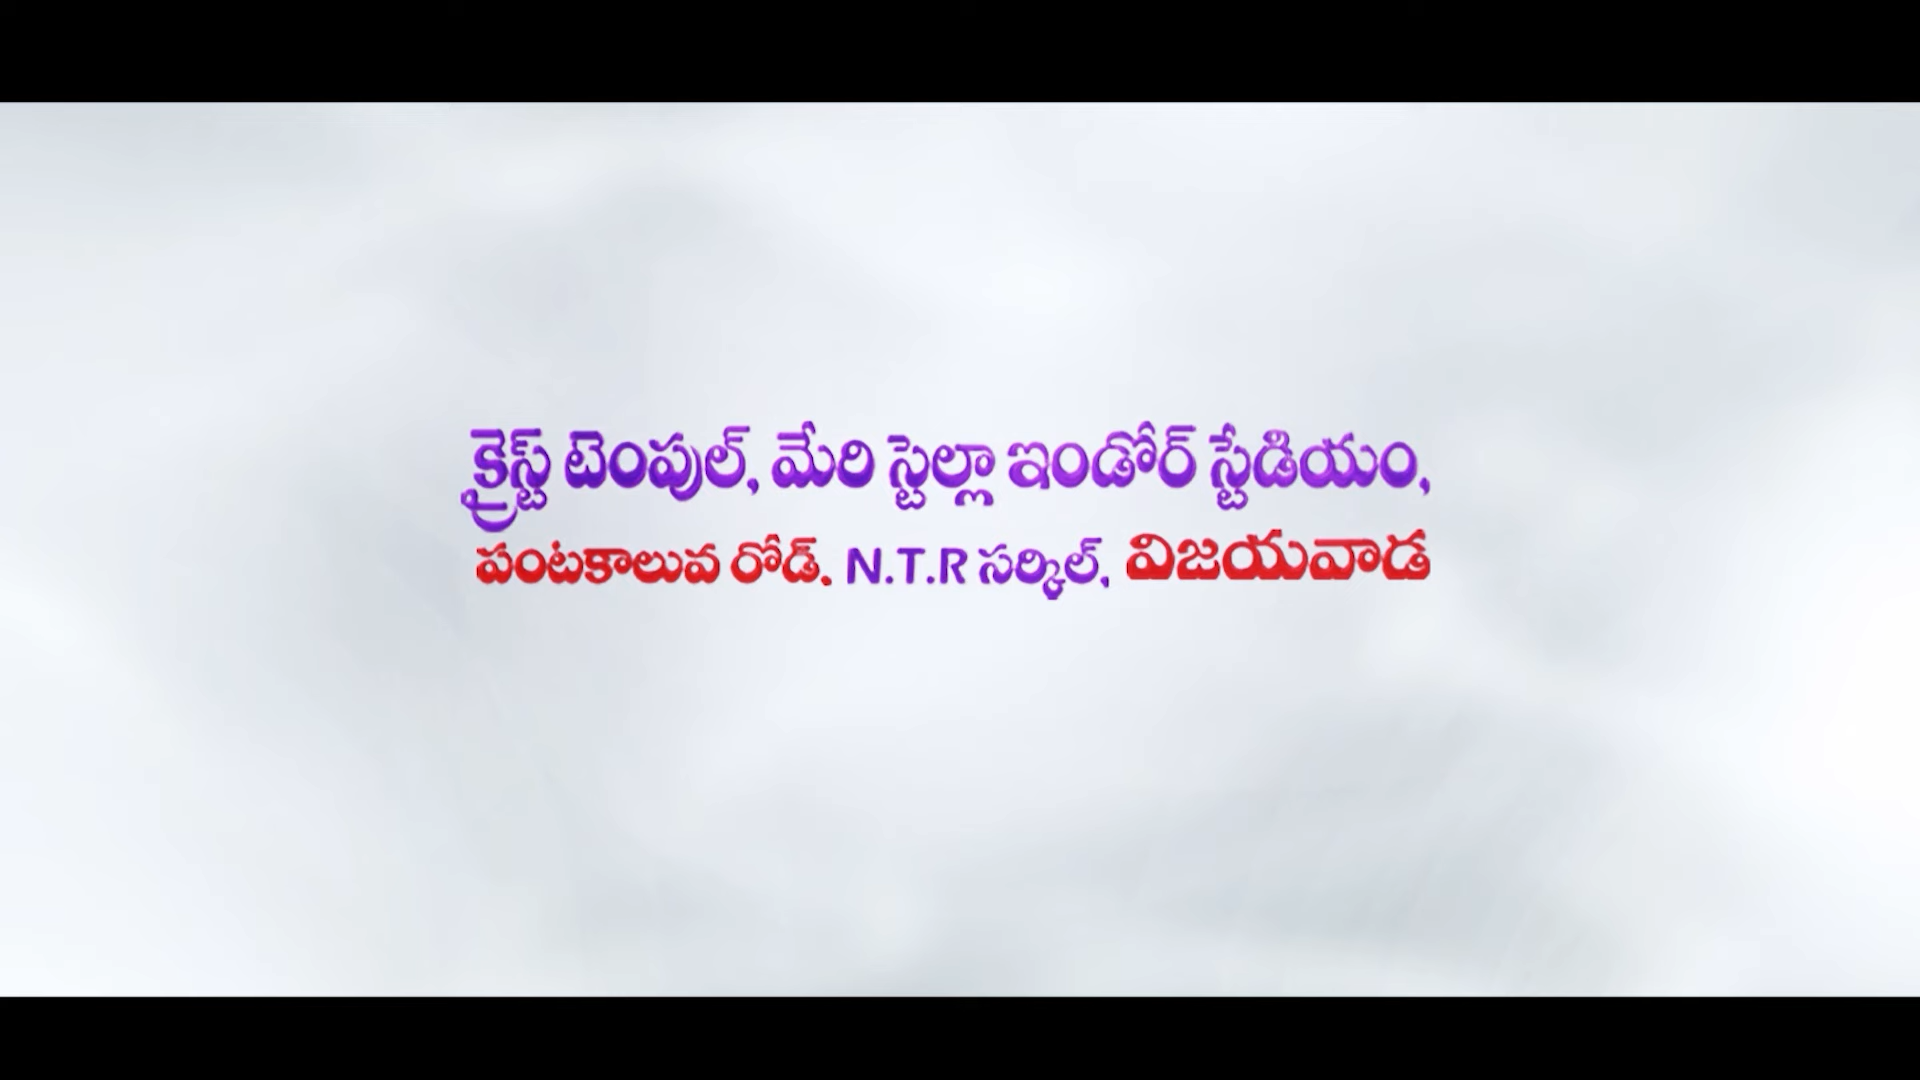 క్రైస్ట్ టెంపుల్, మేరి స్టెల్లా ఇండోర్ స్టేడియం,
పంటకాలువ రోడ్. N.T.R సర్కిల్, విజయవాడ